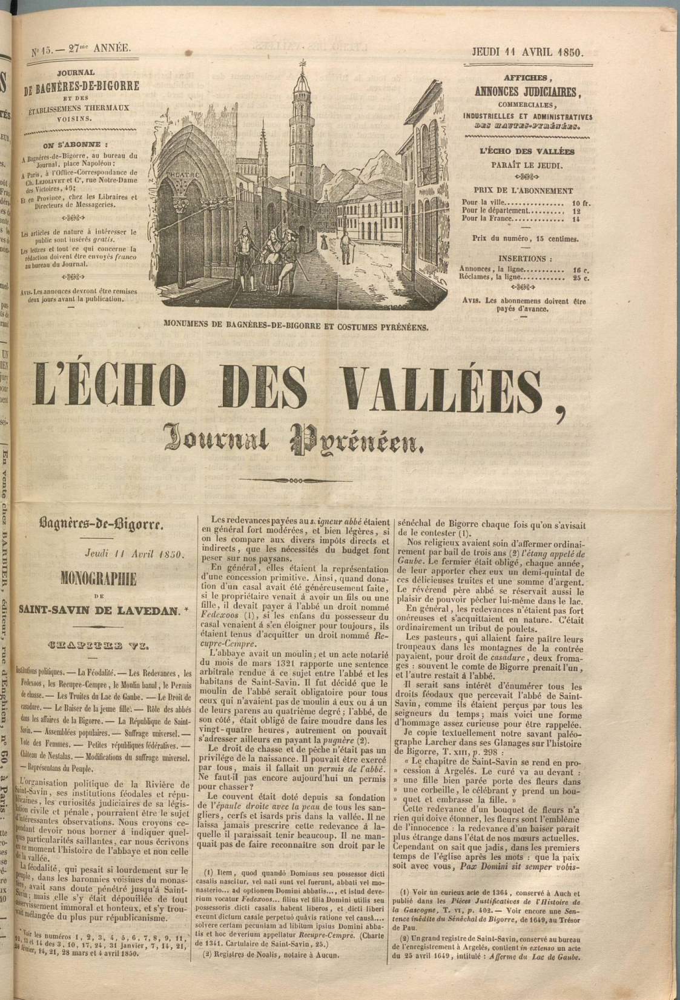 N° 15. — 27me ANNÉE.
JEUDI 11 AVRIL 1850.
JOURNAL
DE BAGNÈRES-DE-BIGORRE
ET DES
ÉTABLISSEMENS THERMAUX
VOISINS.
ON S'ABONNE :
A Bagnères-de-Bigorre, au bureau du
Journal, place Napoléon;
A Paris, à l'Office-Correspondance de
Ch. LEJOLIVET et Ce, rue Notre-Dame
des Victoires, 46;
Et en Province, chez les Libraires et
Directeurs de Messageries.
Les articles de nature à intéresser le
public sont insérés gratis.
Les lettres et tout ce qui concerne la
rédaction doivent être envoyés franco
au bureau du Journal.
AVIS. Les annonces devront être remises
deux jours avant la publication.
THEATRE
M
MONUMENS DE BAGNÈRES-DE-BIGORRE ET COSTUMES PYRÉNÉENS.
AFFICHES,
ANNONCES JUDICIAIRES,
COMMERCIALES,
INDUSTRIELLES ET ADMINISTRATIVES
DES HAUTES-PYRÉNÉES.
L'ÉCHO DES VALLÉES
PARAÎT LE JEUDI.
PRIX DE L'ABONNEMENT
Pour la ville................ 10 fr.
Pour le département.......... 12
Pour la France.............. 14
Prix du numéro, 15 centimes.
INSERTIONS :
Annonces, la ligne........... 16 c.
Réclames, la ligne............ 25 c.
AVIS. Les abonnemens doivent être
payés d'avance.
L'ÉCHO DES VALLÉES,
Journal Pyrénéen.
Bagnères-de-Bigorre.
Jeudi 11 Avril 1850.
MONOGRAPHIE
DE
SAINT-SAVIN DE LAVEDAN. *
CHAPITRE VI.
Institutions politiques. — La Féodalité. — Les Redevances, les
Fedexoos, les Recupre-Cempre, le Moulin banal, le Permis
de chasse. — Les Truites du Lac de Gaube. — Le Droit de
casadure. — Le Baiser de la jeune fille. — Rôle des abbés
dans les affaires de la Bigorre. — La République de Saint-
Savin. — Assemblées populaires. — Suffrage universel. —
Vote des Femmes. — Petites républiques fédératives. —
Château de Nestalas. — Modifications du suffrage universel.
— Représentans du Peuple.
L'organisation politique de la Rivière de
Saint-Savin, ses institutions féodales et répu-
blicaines, les curiosités judiciaires de sa légis-
lation civile et pénale, pourraient être le sujet
d'intéressantes observations. Nous croyons ce-
pendant devoir nous borner à indiquer quel-
ques particularités saillantes, car nous écrivons
en ce moment l'histoire de l'abbaye et non celle
de la vallée.
La féodalité, qui pesait si lourdement sur le
peuple, dans les baronnies voisines du monas-
tère, avait sans doute pénétré jusqu'à Saint-
Savin; mais elle s'y était dépouillée de tout
asservissement immoral et honteux, et s'y trou-
vait mélangée du plus pur républicanisme.
* Voir les numéros 1, 2, 3, 4, 5, 6, 7, 8, 9, 11,
12, 13 et 14 des 3, 10, 17, 24, 31 janvier, 7, 14, 21,
28 février, 14, 21, 28 mars et 4 avril 1850.
Les redevances payées au seigneur abbé étaient
en général fort modérées, et bien légères, si
on les compare aux divers impôts directs et
indirects, que les nécessités du budget font
peser sur nos paysans.
En général, elles étaient la représentation
d'une concession primitive. Ainsi, quand dona-
tion d'un casal avait été généreusement faite,
si le propriétaire venait à avoir un fils ou une
fille, il devait payer à l'abbé un droit nommé
Fedexoos (1), si les enfans du possesseur du
casal venaient à s'en éloigner pour toujours, ils
étaient tenus d'acquitter un droit nommé Re-
cupre-Cempre.
L'abbaye avait un moulin; et un acte notarié
du mois de mars 1321 rapporte une sentence
arbitrale rendue à ce sujet entre l'abbé et les
habitans de Saint-Savin. Il fut décidé que le
moulin de l'abbé serait obligatoire pour tous
ceux qui n'avaient pas de moulin à eux ou à un
de leurs parens au quatrième degré; l'abbé, de
son côté, était obligé de faire moudre dans les
vingt-quatre heures, autrement on pouvait
s'adresser ailleurs en payant la pugnère (2).
Le droit de chasse et de pêche n'était pas un
privilége de la naissance. Il pouvait être exercé
par tous, mais il fallait un permis de l'abbé.
Ne faut-il pas encore aujourd'hui un permis
pour chasser?
Le couvent était doté depuis sa fondation
de l'épaule droite avec la peau de tous les san-
gliers, cerfs et isards pris dans la vallée. Il ne
laissa jamais prescrire cette redevance à la-
quelle il paraissait tenir beaucoup. Il ne man-
quait pas de faire reconnaître son droit par le
(1) Item, quod quandò Dominus seu possessor dicti
casalis nascitur, vel nati sunt vel fuerunt, abbati vel mo-
nasterio... ad optionem Domini abbatis..., et istud deve-
rium vocatur Fedexoos... filius vel filia Domini utilis seu
possessoris dicti casalis habent liberos, et dicti liberi
exeunt dictum casale perpetuò quâvis ratione vel causâ....
solvere certam pecuniam ad libitum ipsius Domini abba-
tis et hoc deverium appellatur Recupre-Cempre. (Charte
de 1341. Cartulaire de Saint-Savin, 25.)
(2) Registres de Noalis, notaire à Aucun.
sénéchal de Bigorre chaque fois qu'on s'avisait
de le contester (1).
Nos religieux avaient soin d'affermer ordinai-
rement par bail de trois ans (2) l'étang appelé de
Gaube. Le fermier était obligé, chaque année,
de leur apporter chez eux un demi-quintal de
ces délicieuses truites et une somme d'argent.
Le révérend père abbé se réservait aussi le
plaisir de pouvoir pêcher lui-même dans le lac.
En général, les redevances n'étaient pas fort
onéreuses et s'acquittaient en nature. C'était
ordinairement un tribut de poulets.
Les pasteurs, qui allaient faire paître leurs
troupeaux dans les montagnes de la contrée
payaient, pour droit de casadure, deux froma-
ges : souvent le comte de Bigorre prenait l'un,
et l'autre restait à l'abbé.
Il serait sans intérêt d'énumérer tous les
droits féodaux que percevait l'abbé de Saint-
Savin, comme ils étaient perçus par tous les
seigneurs du temps; mais voici une forme
d'hommage assez curieuse pour être rappelée.
Je copie textuellement notre savant paléo-
graphe Larcher dans ses Glanages sur l'histoire
de Bigorre, T. XIII, p. 298 :
« Le chapitre de Saint-Savin se rend en pro-
» cession à Argelés. Le curé va au devant :
» une fille bien parée porte des fleurs dans
» une corbeille, le célébrant y prend un bou-
» quet et embrasse la fille. »
Cette redevance d'un bouquet de fleurs n'a
rien qui doive étonner, les fleurs sont l'emblême
de l'innocence : la redevance d'un baiser parait
plus étrange dans l'état de nos mœurs actuelles.
Cependant on sait que jadis, dans les premiers
temps de l'église après les mots : que la paix
soit avec vous, Pax Domini sit semper vobis-
(1) Voir un curieux acte de 1364, conservé à Auch et
publié dans les Pièces Justificatives de l'Histoire de
la Gascogne, T. VI, p. 402. — Voir encore une Sen-
tence inédite du Sénéchal de Bigorre, de 1649, au Trésor
de Pau.
(2) Un grand registre de Saint-Savin, conservé au bureau
de l'enregistrement à Argelés, contient in extenso un acte
du 25 avril 1649, intitulé : Afferme du Lac de Gaube.
En vente chez BARBIER, éditeur, rue d'Enghien, n° 60, à Paris :